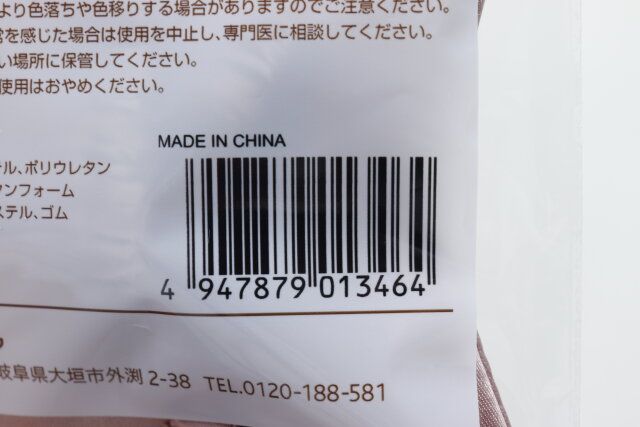 より色落ちや色移りする場合がありますのでご注意ください。
を感じた場合は使用を中止し、専門医に相談してください。
い場所に保管してください。
使用はおやめください。
MADE IN CHINA
テル、ポリウレタン
タンフォーム
ステル、ゴム
4 947879 013464
岐阜県大垣市外渕 2-38 TEL.0120-188-581